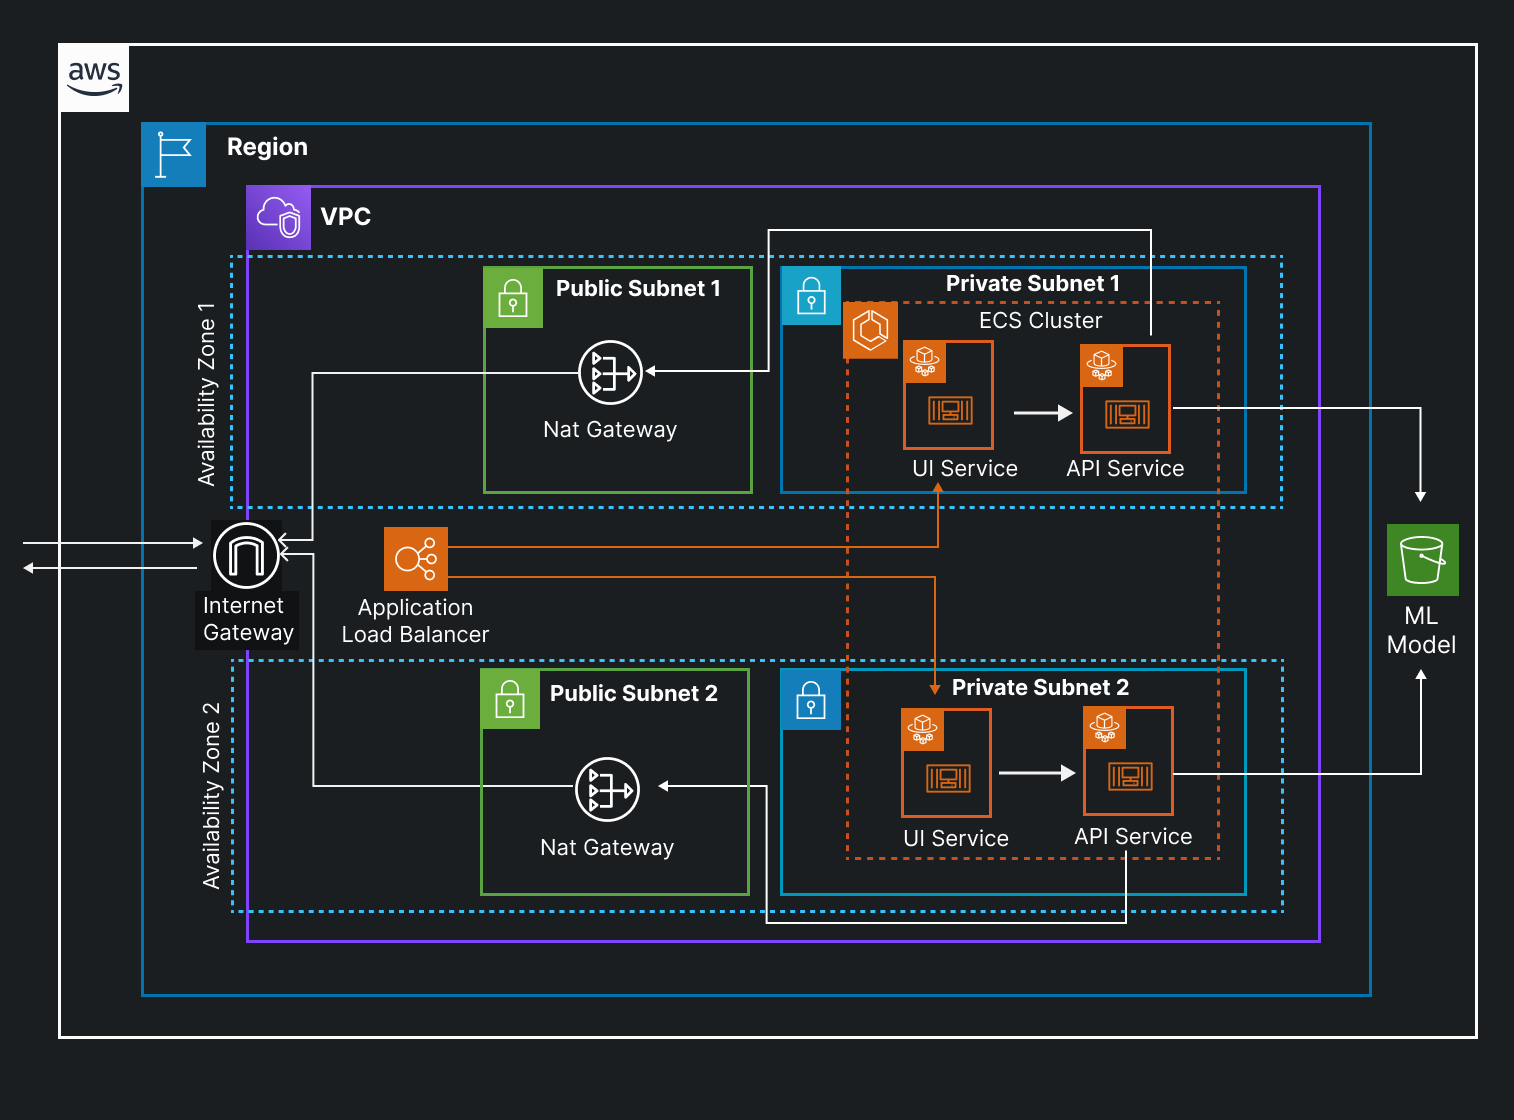 aws
Region
VPC
Availability Zone 1
Public Subnet 1
Nat Gateway
Private Subnet 1
ECS Cluster
UI Service
API Service
Internet
Gateway
Application
Load Balancer
ML
Model
Availability Zone 2
Public Subnet 2
Nat Gateway
Private Subnet 2
UI Service
API Service